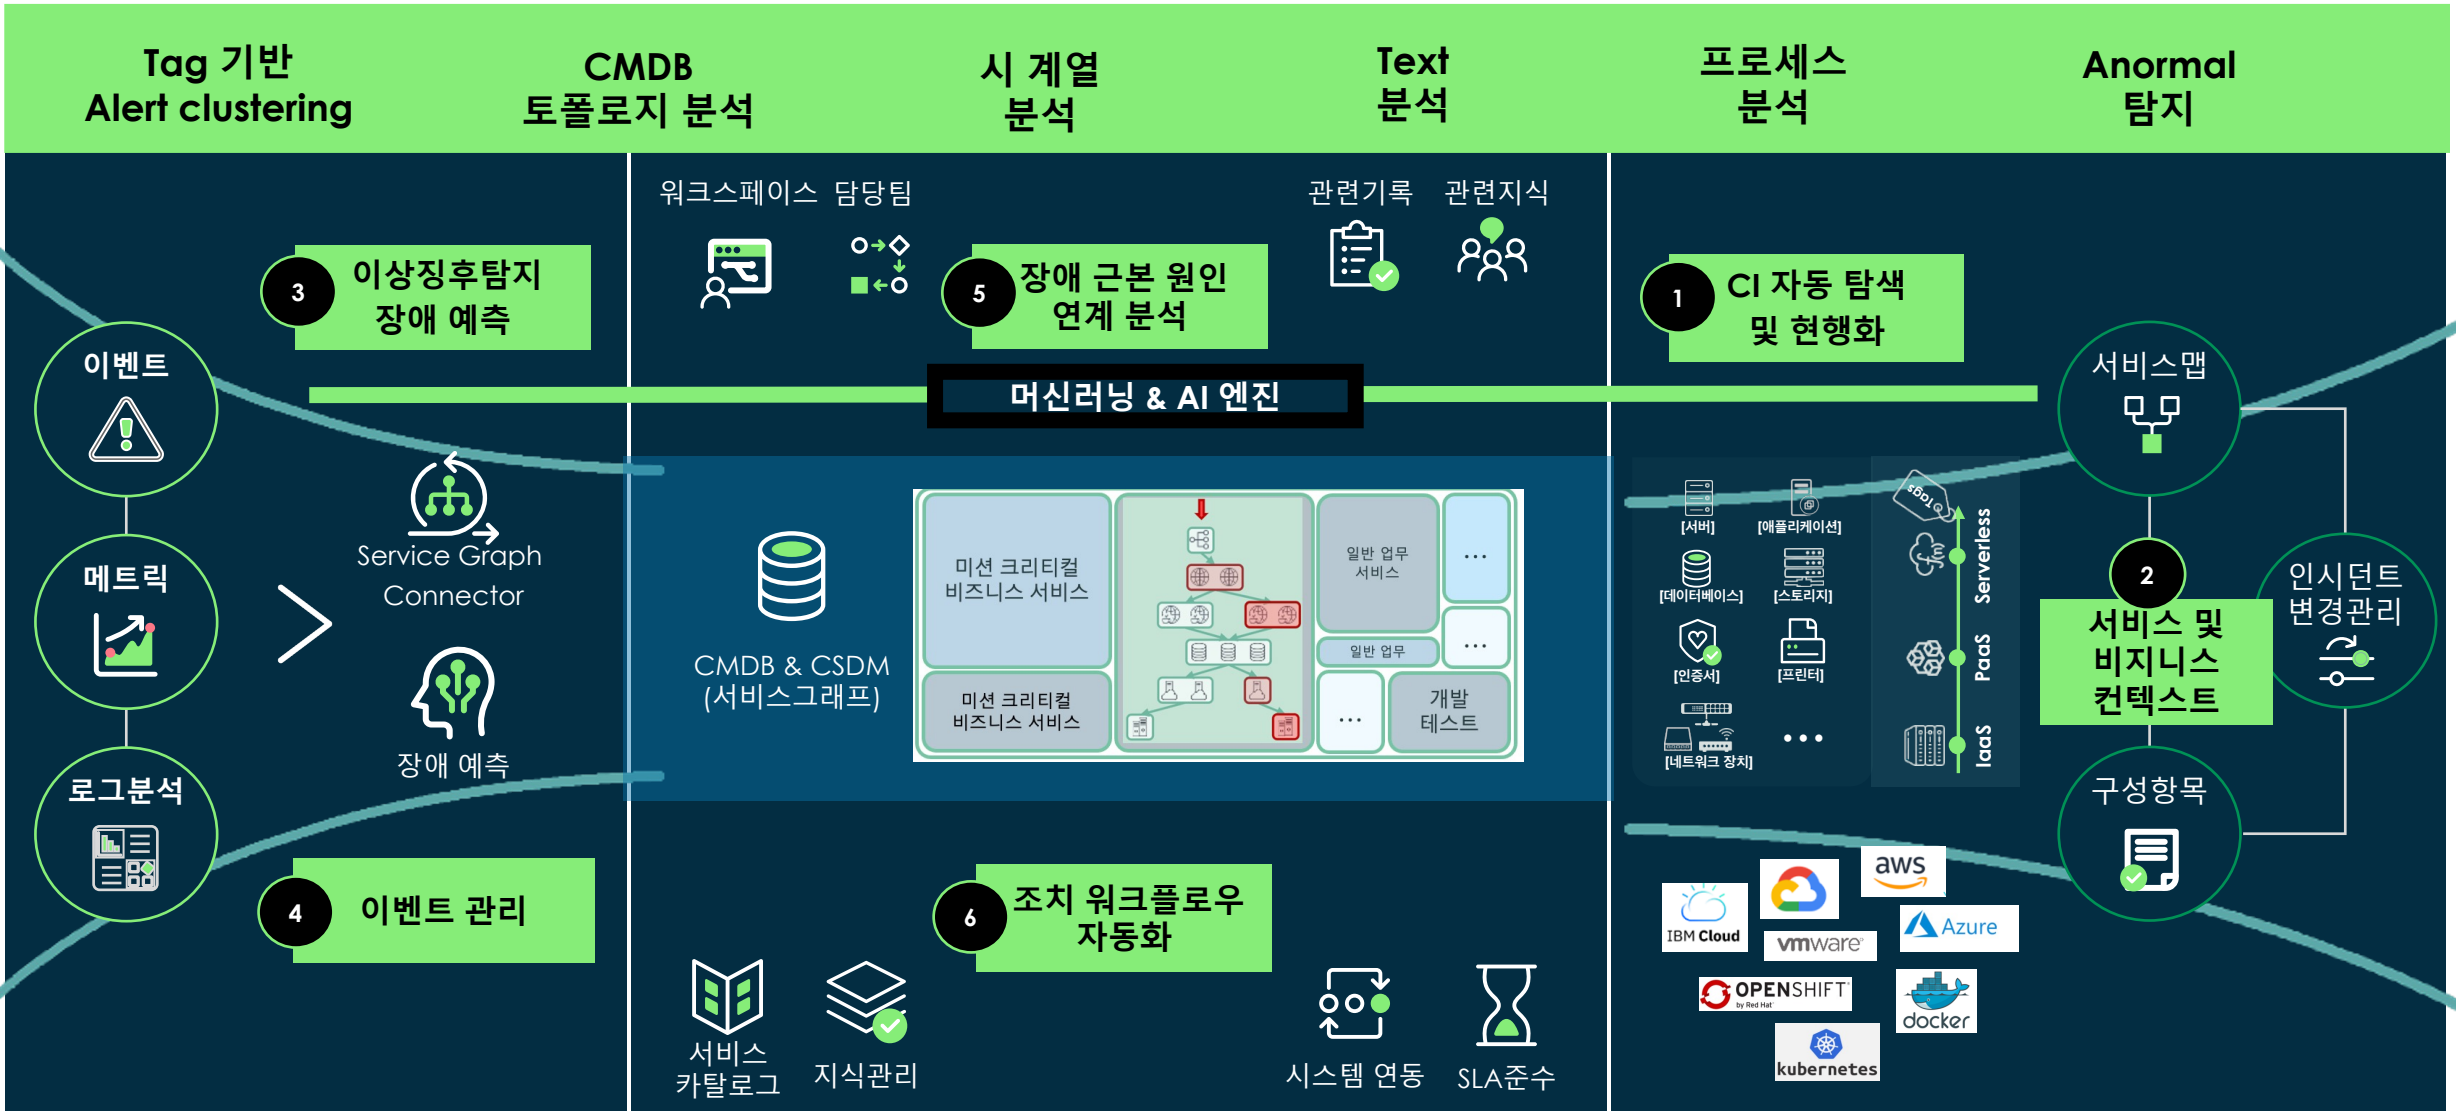 Tag 기반
Alert clustering
CMDB
토폴로지 분석
시 계열
분석
Text
분석
프로세스
분석
Anormal
탐지
3
이상징후탐지
장애 예측
이벤트
메트릭
로그분석
Service Graph
Connector
장애 예측
4
이벤트 관리
워크스페이스
담당팀
5
장애 근본 원인
연계 분석
관련기록
관련지식
머신러닝 & AI 엔진
CMDB & CSDM
(서비스그래프)
미션 크리티컬
비즈니스 서비스
미션 크리티컬
비즈니스 서비스
일반 업무
서비스
...
일반 업무
...
...
개발
테스트
6
조치 워크플로우
자동화
서비스
카탈로그
지식관리
시스템 연동
SLA준수
1
CI 자동 탐색
및 현행화
[서버]
[애플리케이션]
[데이터베이스]
[스토리지]
[인증서]
[프린터]
[네트워크 장치]
...
Tags
Serverless
PaaS
IaaS
서비스맵
2
서비스 및
비지니스
컨텍스트
인시던트
변경관리
구성항목
IBM Cloud
aws
vmware
Azure
OPENSHIFT
by Red Hat
docker
kubernetes